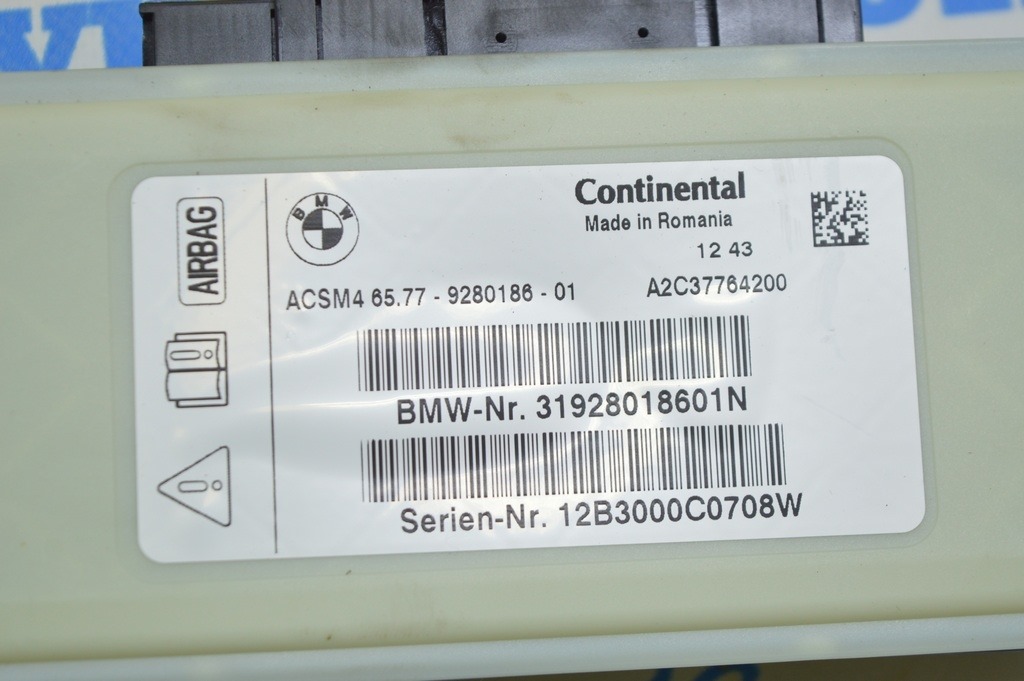 AIRBAG
BMW
Continental
Made in Romania
12 43
ACSM4 65.77 - 9280186 - 01 A2C37764200
BMW-Nr. 31928018601N
Serien-Nr. 12B3000C0708W